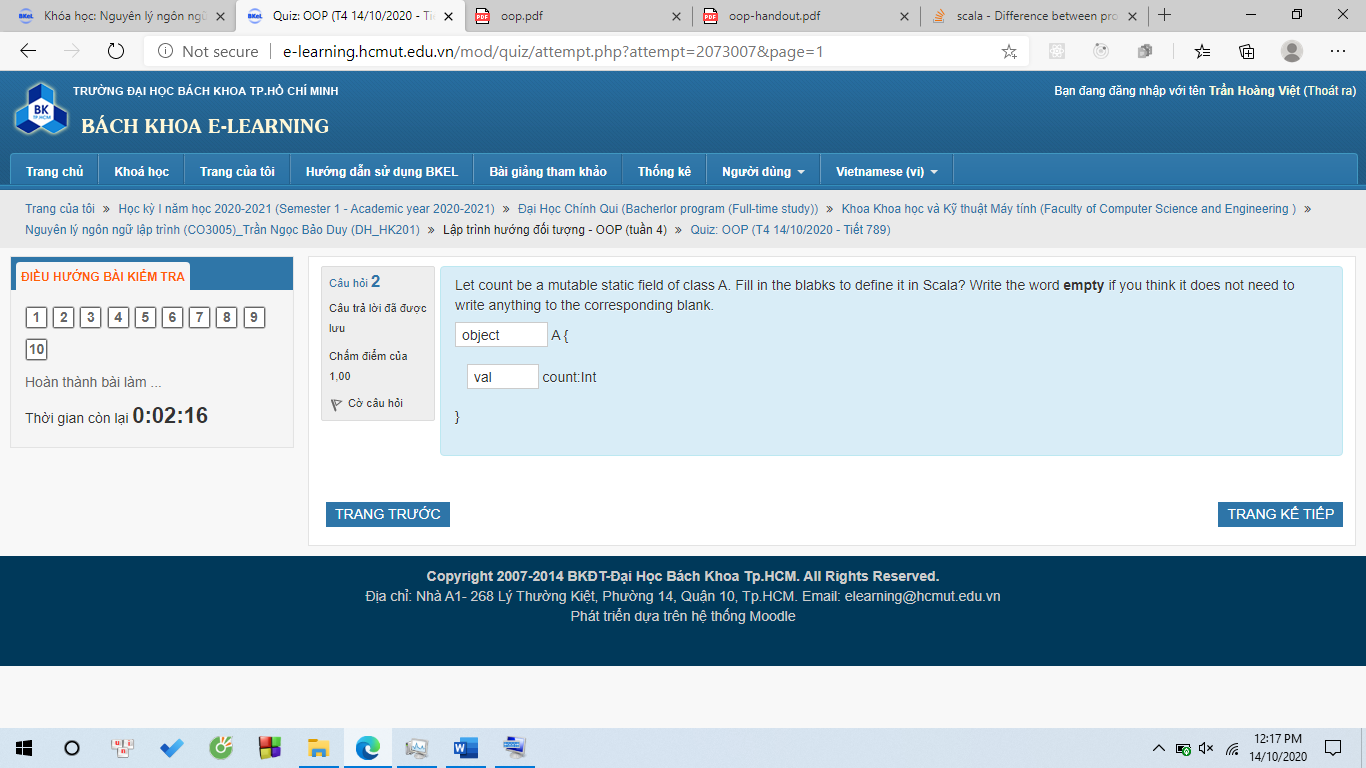 Khóa học: Nguyên lý ngôn ngữ
Quiz: OOP (T4 14/10/2020 - Tiế
oop.pdf
oop-handout.pdf
scala - Difference between pro
Not secure
e-learning.hcmut.edu.vn/mod/quiz/attempt.php?attempt=2073007&page=1
TRƯỜNG ĐẠI HỌC BÁCH KHOA TP.HỒ CHÍ MINH
Bạn đang đăng nhập với tên Trần Hoàng Việt (Thoát ra)
BK
TP.HCM
BÁCH KHOA E-LEARNING
Trang chủ
Khoá học
Trang của tôi
Hướng dẫn sử dụng BKEL
Bài giảng tham khảo
Thống kê
Người dùng
Vietnamese (vi)
Trang của tôi » Học kỳ I năm học 2020-2021 (Semester 1 - Academic year 2020-2021) » Đại Học Chính Qui (Bacherlor program (Full-time study)) » Khoa Khoa học và Kỹ thuật Máy tính (Faculty of Computer Science and Engineering ) »
Nguyên lý ngôn ngữ lập trình (CO3005)_Trần Ngọc Bảo Duy (DH_HK201) » Lập trình hướng đối tượng - OOP (tuần 4) » Quiz: OOP (T4 14/10/2020 - Tiết 789)
ĐIỀU HƯỚNG BÀI KIỂM TRA
1 2 3 4 5 6 7 8 9
10
Hoàn thành bài làm ...
Thời gian còn lại 0:02:16
Câu hỏi 2
Câu trả lời đã được
lưu
Chấm điểm của
1,00
Cờ câu hỏi
Let count be a mutable static field of class A. Fill in the blabks to define it in Scala? Write the word empty if you think it does not need to
write anything to the corresponding blank.
object A {
val count:Int
}
TRANG TRƯỚC
TRANG KẾ TIẾP
Copyright 2007-2014 BKĐT-Đại Học Bách Khoa Tp.HCM. All Rights Reserved.
Địa chỉ: Nhà A1- 268 Lý Thường Kiệt, Phường 14, Quận 10, Tp.HCM. Email: elearning@hcmut.edu.vn
Phát triển dựa trên hệ thống Moodle
12:17 PM
14/10/2020